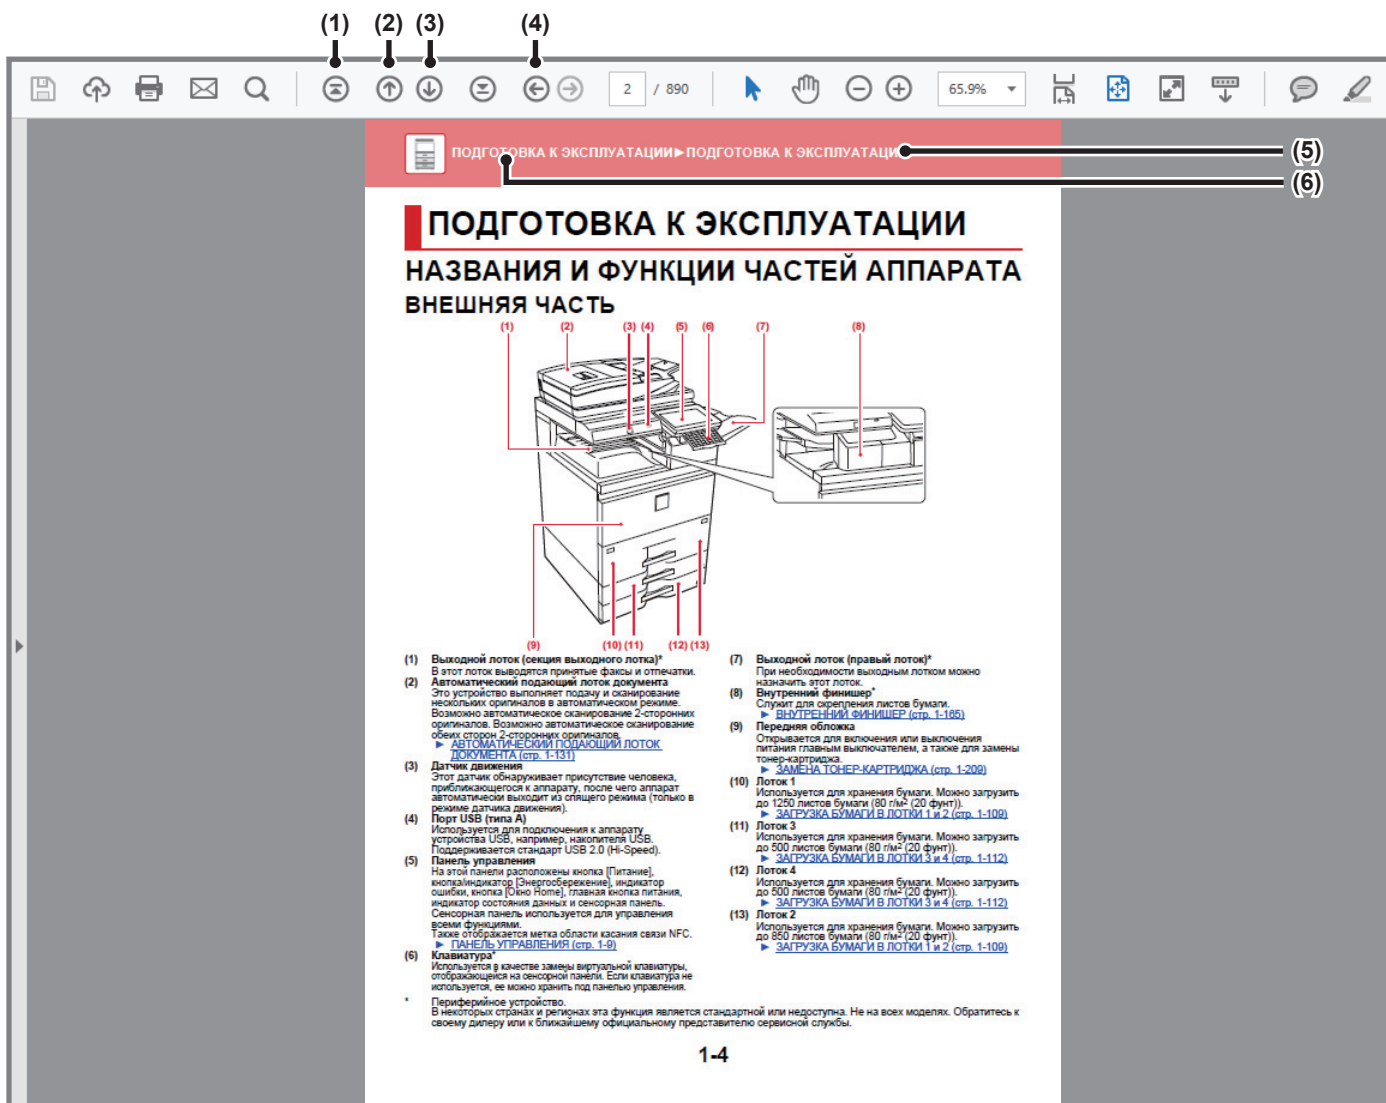 (1) (2) (3) (4)
2 / 890 65.9%
ПОДГОТОВКА К ЭКСПЛУАТАЦИИ►ПОДГОТОВКА К ЭКСПЛУАТАЦИ
(5)
(6)
ПОДГОТОВКА К ЭКСПЛУАТАЦИИ
НАЗВАНИЯ И ФУНКЦИИ ЧАСТЕЙ АППАРАТА
ВНЕШНЯЯ ЧАСТЬ
(1) (2) (3) (4) (5) (6) (7) (8)
(9) (10) (11) (12) (13)
(1) Выходной лоток (секция выходного лотка)*
В этот лоток выводятся принятые факсы и отпечатки.
(2) Автоматический подающий лоток документа
Это устройство выполняет подачу и сканирование
нескольких оригиналов в автоматическом режиме.
Возможно автоматическое сканирование 2-сторонних
оригиналов. Возможно автоматическое сканирование
обеих сторон 2-сторонних оригиналов.
► АВТОМАТИЧЕСКИЙ ПОДАЮЩИЙ ЛОТОК
ДОКУМЕНТА (стр. 1-131)
(3) Датчик движения
Этот датчик обнаруживает присутствие человека,
приближающегося к аппарату, после чего аппарат
автоматически выходит из спящего режима (только в
режиме датчика движения).
(4) Порт USB (типа A)
Используется для подключения к аппарату
устройства USB, например, накопителя USB.
Поддерживается стандарт USB 2.0 (Hi-Speed).
(5) Панель управления
На этой панели расположены кнопка [Питание],
кнопка/индикатор [Энергосбережение], индикатор
ошибки, кнопка [Окно Home], главная кнопка питания,
индикатор состояния данных и сенсорная панель.
Сенсорная панель используется для управления
всеми функциями.
Также отображается метка области касания связи NFC.
► ПАНЕЛЬ УПРАВЛЕНИЯ (стр. 1-9)
(6) Клавиатура*
Используется в качестве замены виртуальной клавиатуры,
отображающейся на сенсорной панели. Если клавиатура не
используется, ее можно хранить под панелью управления.
(7) Выходной лоток (правый лоток)*
При необходимости выходным лотком можно
назначить этот лоток.
(8) Внутренний финишер*
Служит для скрепления листов бумаги.
► ВНУТРЕННИЙ ФИНИШЕР (стр. 1-165)
(9) Передняя обложка
Открывается для включения или выключения
питания главным выключателем, а также для замены
тонер-картриджа.
► ЗАМЕНА ТОНЕР-КАРТРИДЖА (стр. 1-209)
(10) Лоток 1
Используется для хранения бумаги. Можно загрузить
до 1250 листов бумаги (80 г/м² (20 фунт)).
► ЗАГРУЗКА БУМАГИ В ЛОТКИ 1 и 2 (стр. 1-109)
(11) Лоток 3
Используется для хранения бумаги. Можно загрузить
до 500 листов бумаги (80 г/м² (20 фунт)).
► ЗАГРУЗКА БУМАГИ В ЛОТКИ 3 и 4 (стр. 1-112)
(12) Лоток 4
Используется для хранения бумаги. Можно загрузить
до 500 листов бумаги (80 г/м² (20 фунт)).
► ЗАГРУЗКА БУМАГИ В ЛОТКИ 3 и 4 (стр. 1-112)
(13) Лоток 2
Используется для хранения бумаги. Можно загрузить
до 850 листов бумаги (80 г/м² (20 фунт)).
► ЗАГРУЗКА БУМАГИ В ЛОТКИ 1 и 2 (стр. 1-109)
* Периферийное устройство.
В некоторых странах и регионах эта функция является стандартной или недоступна. Не на всех моделях. Обратитесь к
своему дилеру или к ближайшему официальному представителю сервисной службы.
1-4